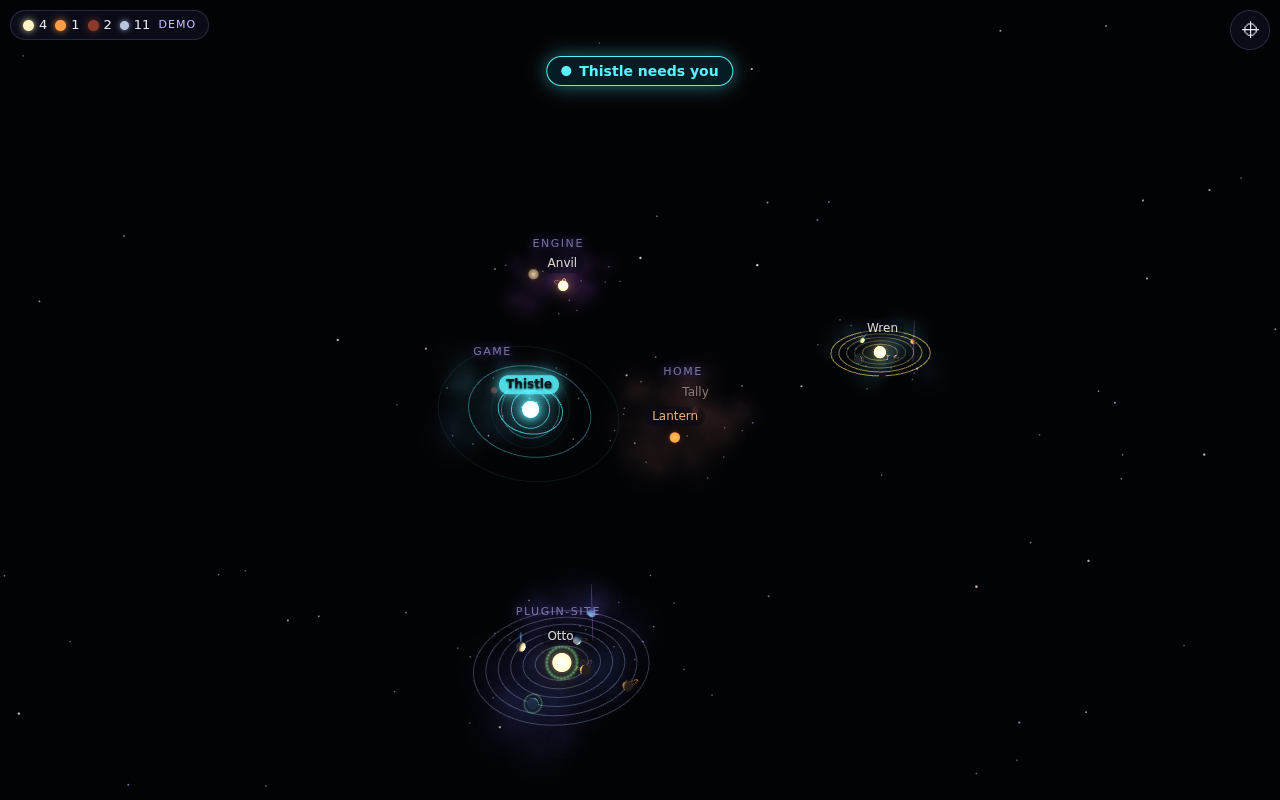 4 1 2 11 DEMO
Thistle needs you
ENGINE
Anvil
Wren
GAME
Thistle
HOME
Tally
Lantern
PLUGIN-SITE
Otto